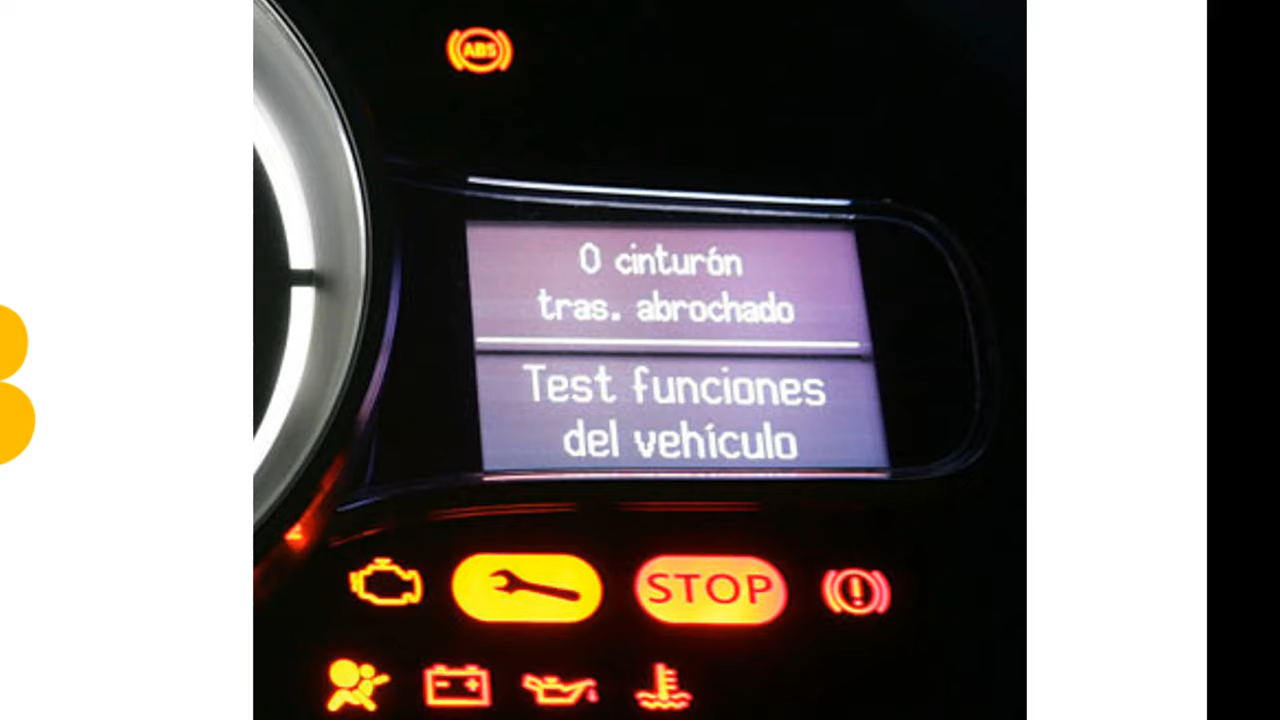 ABS
0 cinturón
tras. abrochado
Test funciones
del vehículo
STOP